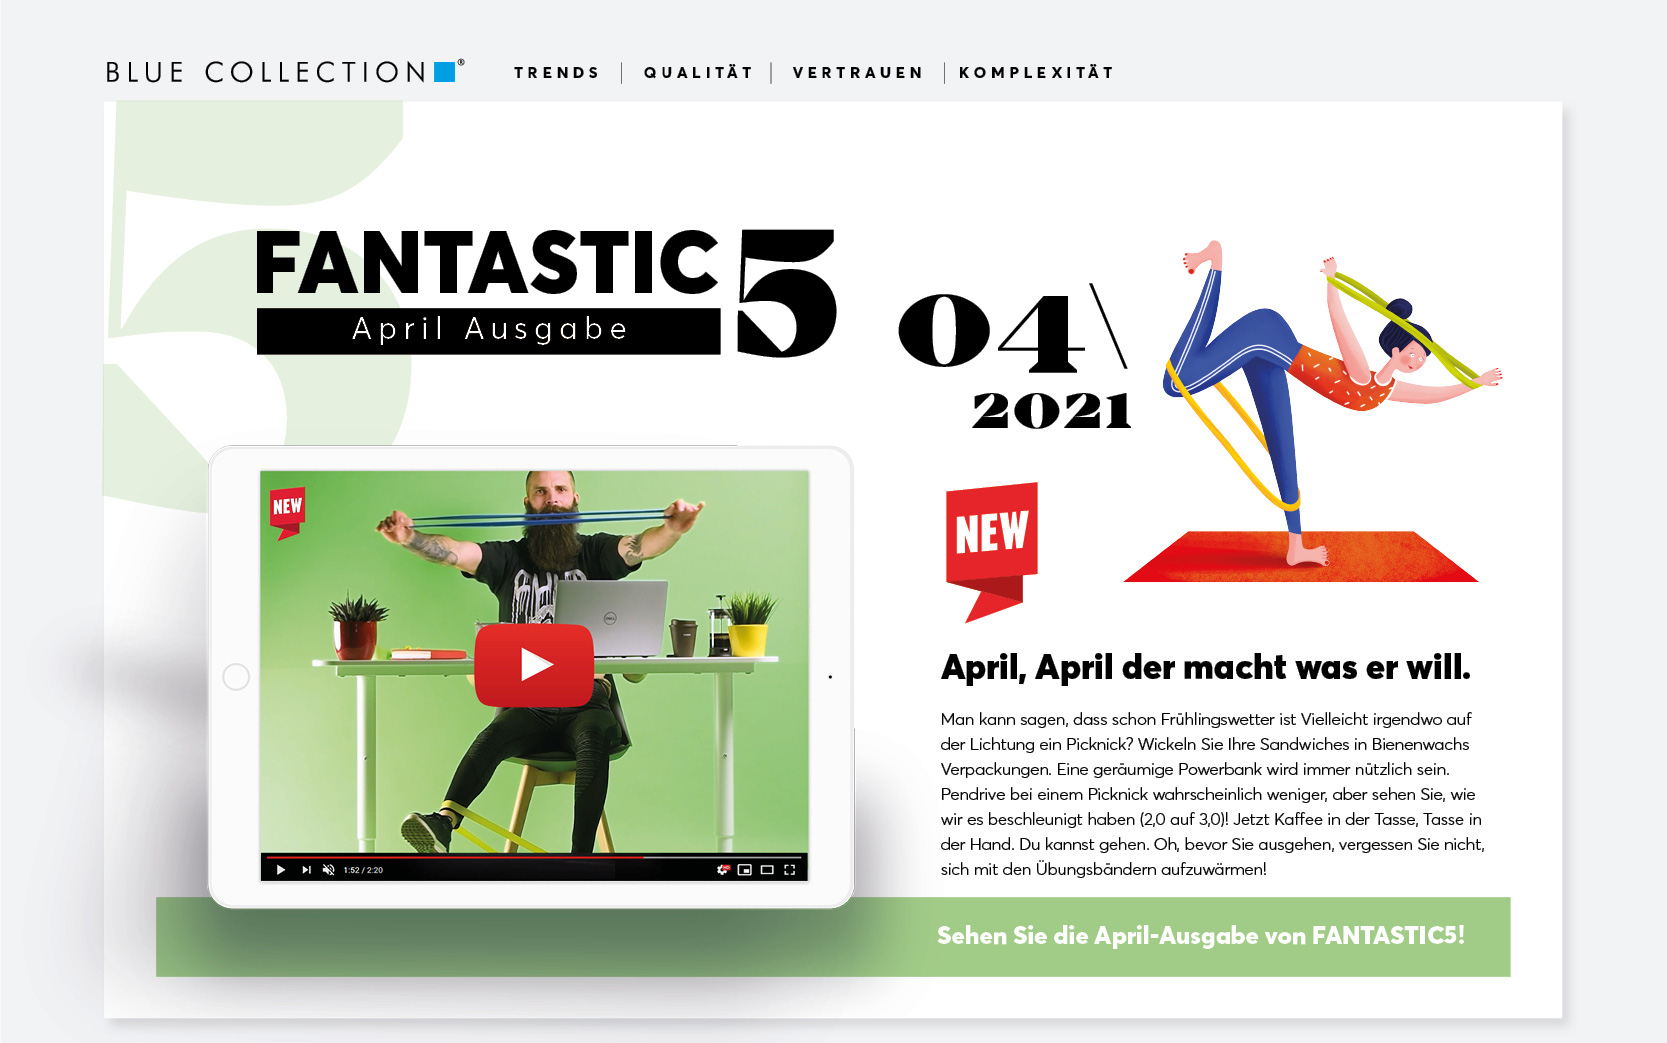 BLUE COLLECTION ®
TRENDS | QUALITÄT | VERTRAUEN | KOMPLEXITÄT
5
FANTASTIC5
April Ausgabe
04\
2021
NEW
NEW
DELL
1:52 / 2:20
April, April der macht was er will.
Man kann sagen, dass schon Frühlingswetter ist Vielleicht irgendwo auf
der Lichtung ein Picknick? Wickeln Sie Ihre Sandwiches in Bienenwachs
Verpackungen. Eine geräumige Powerbank wird immer nützlich sein.
Pendrive bei einem Picknick wahrscheinlich weniger, aber sehen Sie, wie
wir es beschleunigt haben (2,0 auf 3,0)! Jetzt Kaffee in der Tasse, Tasse in
der Hand. Du kannst gehen. Oh, bevor Sie ausgehen, vergessen Sie nicht,
sich mit den Übungsbändern aufzuwärmen!
Sehen Sie die April-Ausgabe von FANTASTIC5!